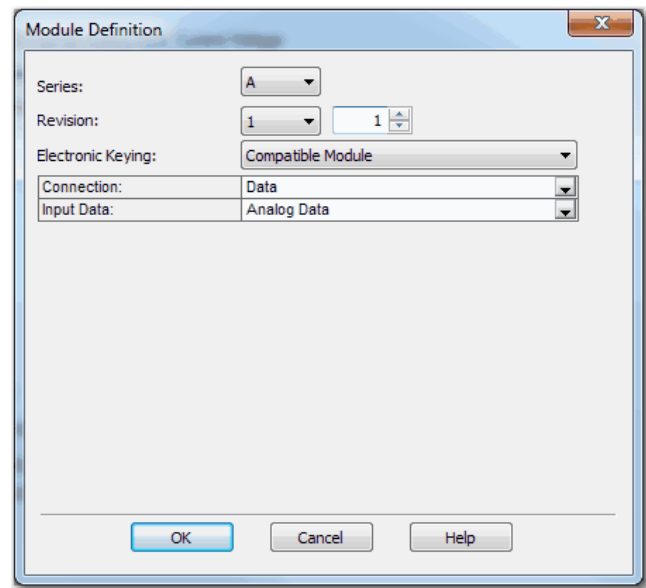 Module Definition
Series: A
Revision: 1 1
Electronic Keying: Compatible Module
Connection: Data
Input Data: Analog Data
OK Cancel Help